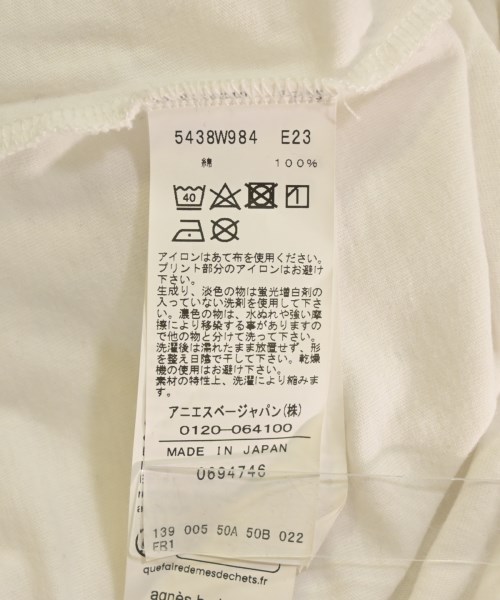 5438W984 E23
綿 100%
40
アイロンはあて布を使用ください。
プリント部分のアイロンはお避け
下さい。
生成り、淡色の物は蛍光増白剤の
入っていない洗剤を使用して下さ
い。濃色の物は、水ぬれや強い摩
擦により移染する事がありますの
で他の物と分けて洗って下さい。
洗濯後は濡れたまま放置せず、形
を整え日陰で干して下さい。乾燥
機の使用はお避け下さい。
素材の特性上、洗濯により縮みま
す。
アニエスベージャパン(株)
0120-064100
MADE IN JAPAN
0694746
139 005 50A 50B 022
FR1
quefairedemesdechets.fr
agnès b.